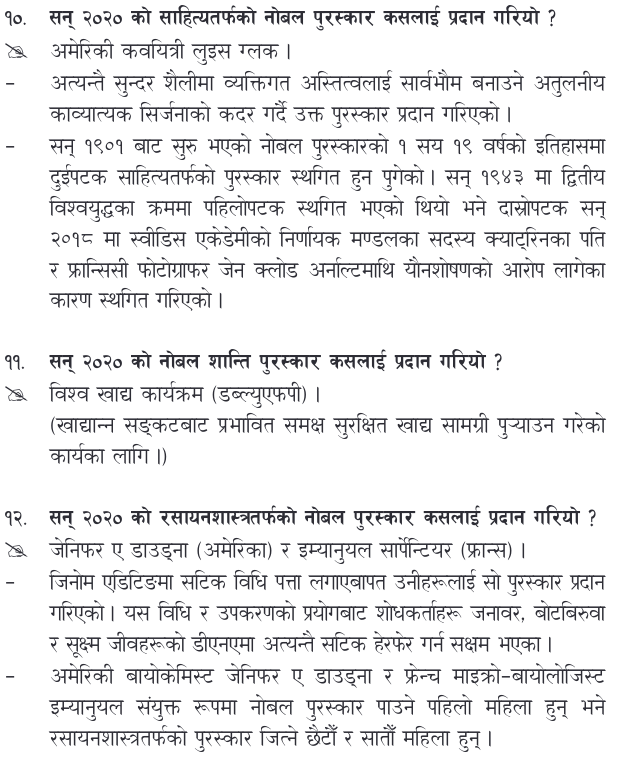 १०. सन् २०२० को साहित्यतर्फको नोबल पुरस्कार कसलाई प्रदान गरियो ?
अमेरिकी कवयित्री लुइस ग्लक ।
- अत्यन्तै सुन्दर शैलीमा व्यक्तिगत अस्तित्वलाई सार्वभौम बनाउने अतुलनीय
काव्यात्यक सिर्जनाको कदर गर्दै उक्त पुरस्कार प्रदान गरिएको ।
- सन् १९०१ बाट सुरु भएको नोबल पुरस्कारको १ सय १९ वर्षको इतिहासमा
दुईपटक साहित्यतर्फको पुरस्कार स्थगित हुन पुगेको । सन् १९४३ मा द्वितीय
विश्वयुद्धका क्रममा पहिलोपटक स्थगित भएको थियो भने दास्रोपटक सन्
२०१८ मा स्वीडिस एकेडेमीको निर्णायक मण्डलका सदस्य क्याट्रिनका पति
र फ्रान्सिसी फोटोग्राफर जेन क्लोड अर्नाल्टमाथि यौनशोषणको आरोप लागेका
कारण स्थगित गरिएको ।
११. सन् २०२० को नोबल शान्ति पुरस्कार कसलाई प्रदान गरियो ?
विश्व खाद्य कार्यक्रम (डब्ल्युएफपी) ।
(खाद्यान्न सङ्कटबाट प्रभावित समक्ष सुरक्षित खाद्य सामग्री पुर्‍याउन गरेको
कार्यका लागि ।)
१२. सन् २०२० को रसायनशास्त्रतर्फको नोबल पुरस्कार कसलाई प्रदान गरियो ?
जेनिफर ए डाउड्ना (अमेरिका) र इम्यानुयल सार्पेन्टियर (फ्रान्स) ।
- जिनोम एडिटिङमा सटिक विधि पत्ता लगाएबापत उनीहरूलाई सो पुरस्कार प्रदान
गरिएको । यस विधि र उपकरणको प्रयोगबाट शोधकर्ताहरू जनावर, बोटबिरुवा
र सूक्ष्म जीवहरूको डीएनएमा अत्यन्तै सटिक हेरफेर गर्न सक्षम भएका ।
- अमेरिकी बायोकेमिस्ट जेनिफर ए डाउड्ना र फ्रेन्च माइक्रो-बायोलोजिस्ट
इम्यानुयल संयुक्त रूपमा नोबल पुरस्कार पाउने पहिलो महिला हुन् भने
रसायनशास्त्रतर्फको पुरस्कार जित्ने छैटौँ र सातौँ महिला हुन् ।